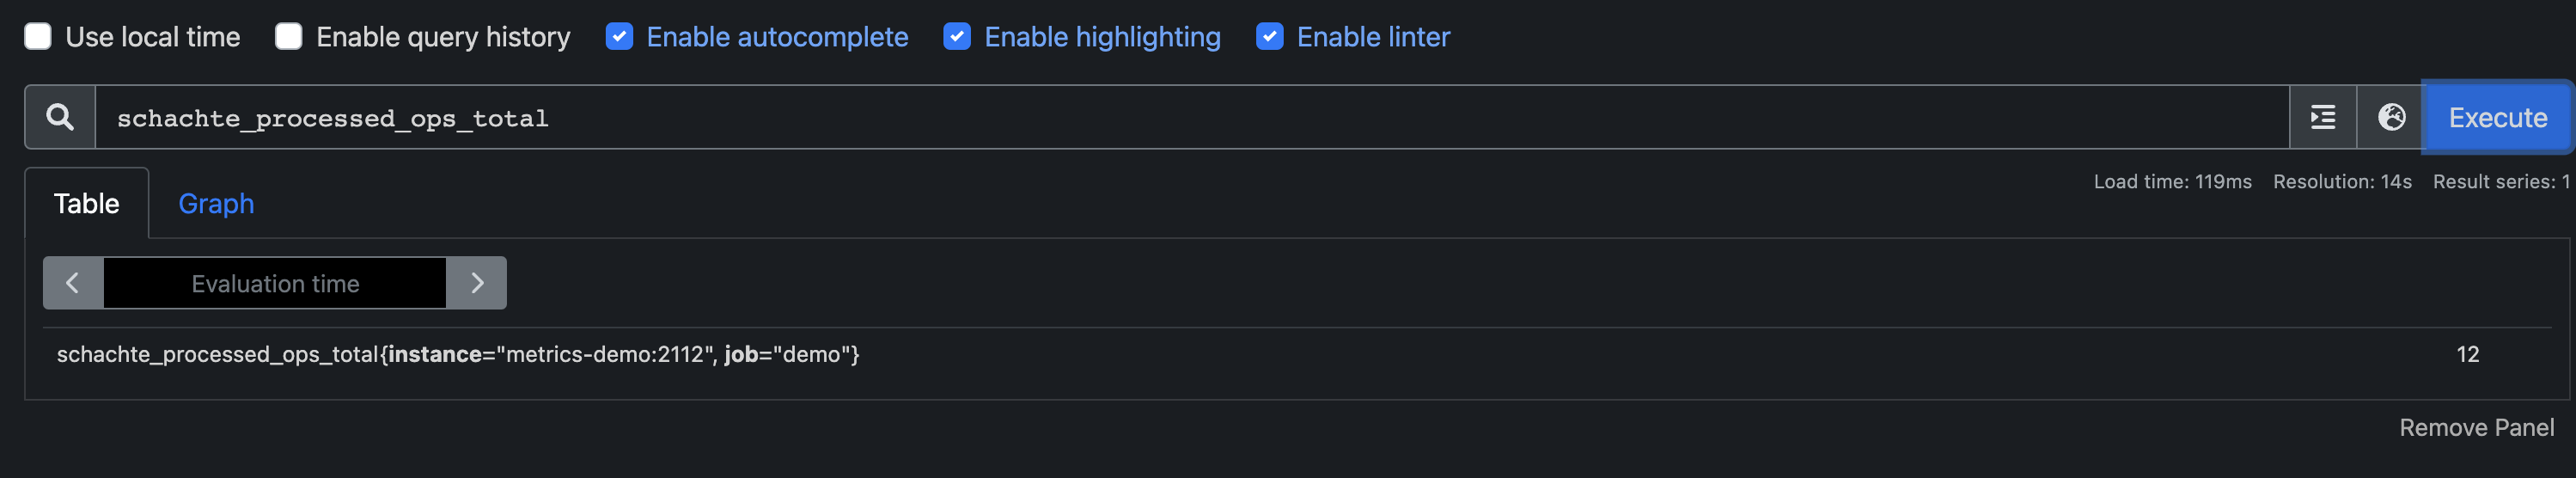 Use local time Enable query history Enable autocomplete Enable highlighting Enable linter
schachte_processed_ops_total Execute
Table Graph Load time: 119ms Resolution: 14s Result series: 1
Evaluation time
schachte_processed_ops_total{instance="metrics-demo:2112", job="demo"} 12
Remove Panel